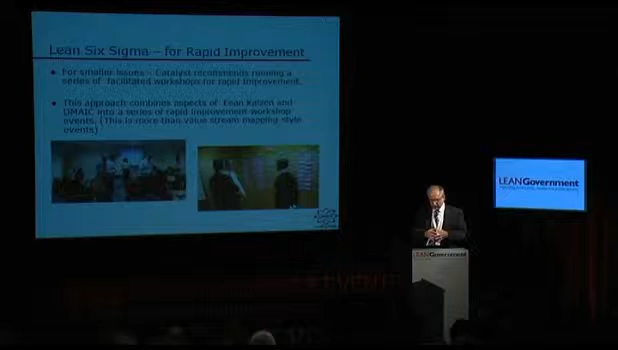 Lean Six Sigma – for Rapid Improvement
For smaller issues – Catalyst recommends running a
series of facilitated workshops for rapid improvement.
This approach combines aspects of Lean Kaizen and
DMAIC into a series of rapid improvement workshop
events. (This is more than value stream mapping style
events)
LEANGovernment
LEANGovernment